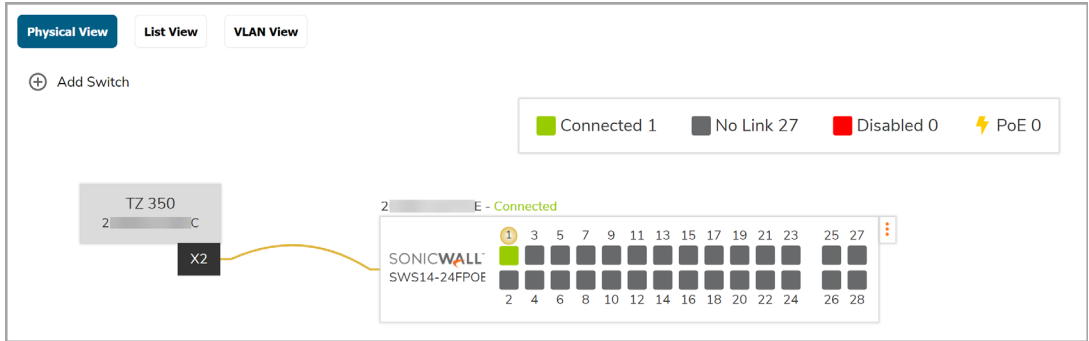 Physical View List View VLAN View
Add Switch
Connected 1 No Link 27 Disabled 0 PoE 0
TZ 350
2 C
X2
2 E - Connected
1 3 5 7 9 11 13 15 17 19 21 23 25 27
SONICWALL
SWS14-24FPOE
2 4 6 8 10 12 14 16 18 20 22 24 26 28